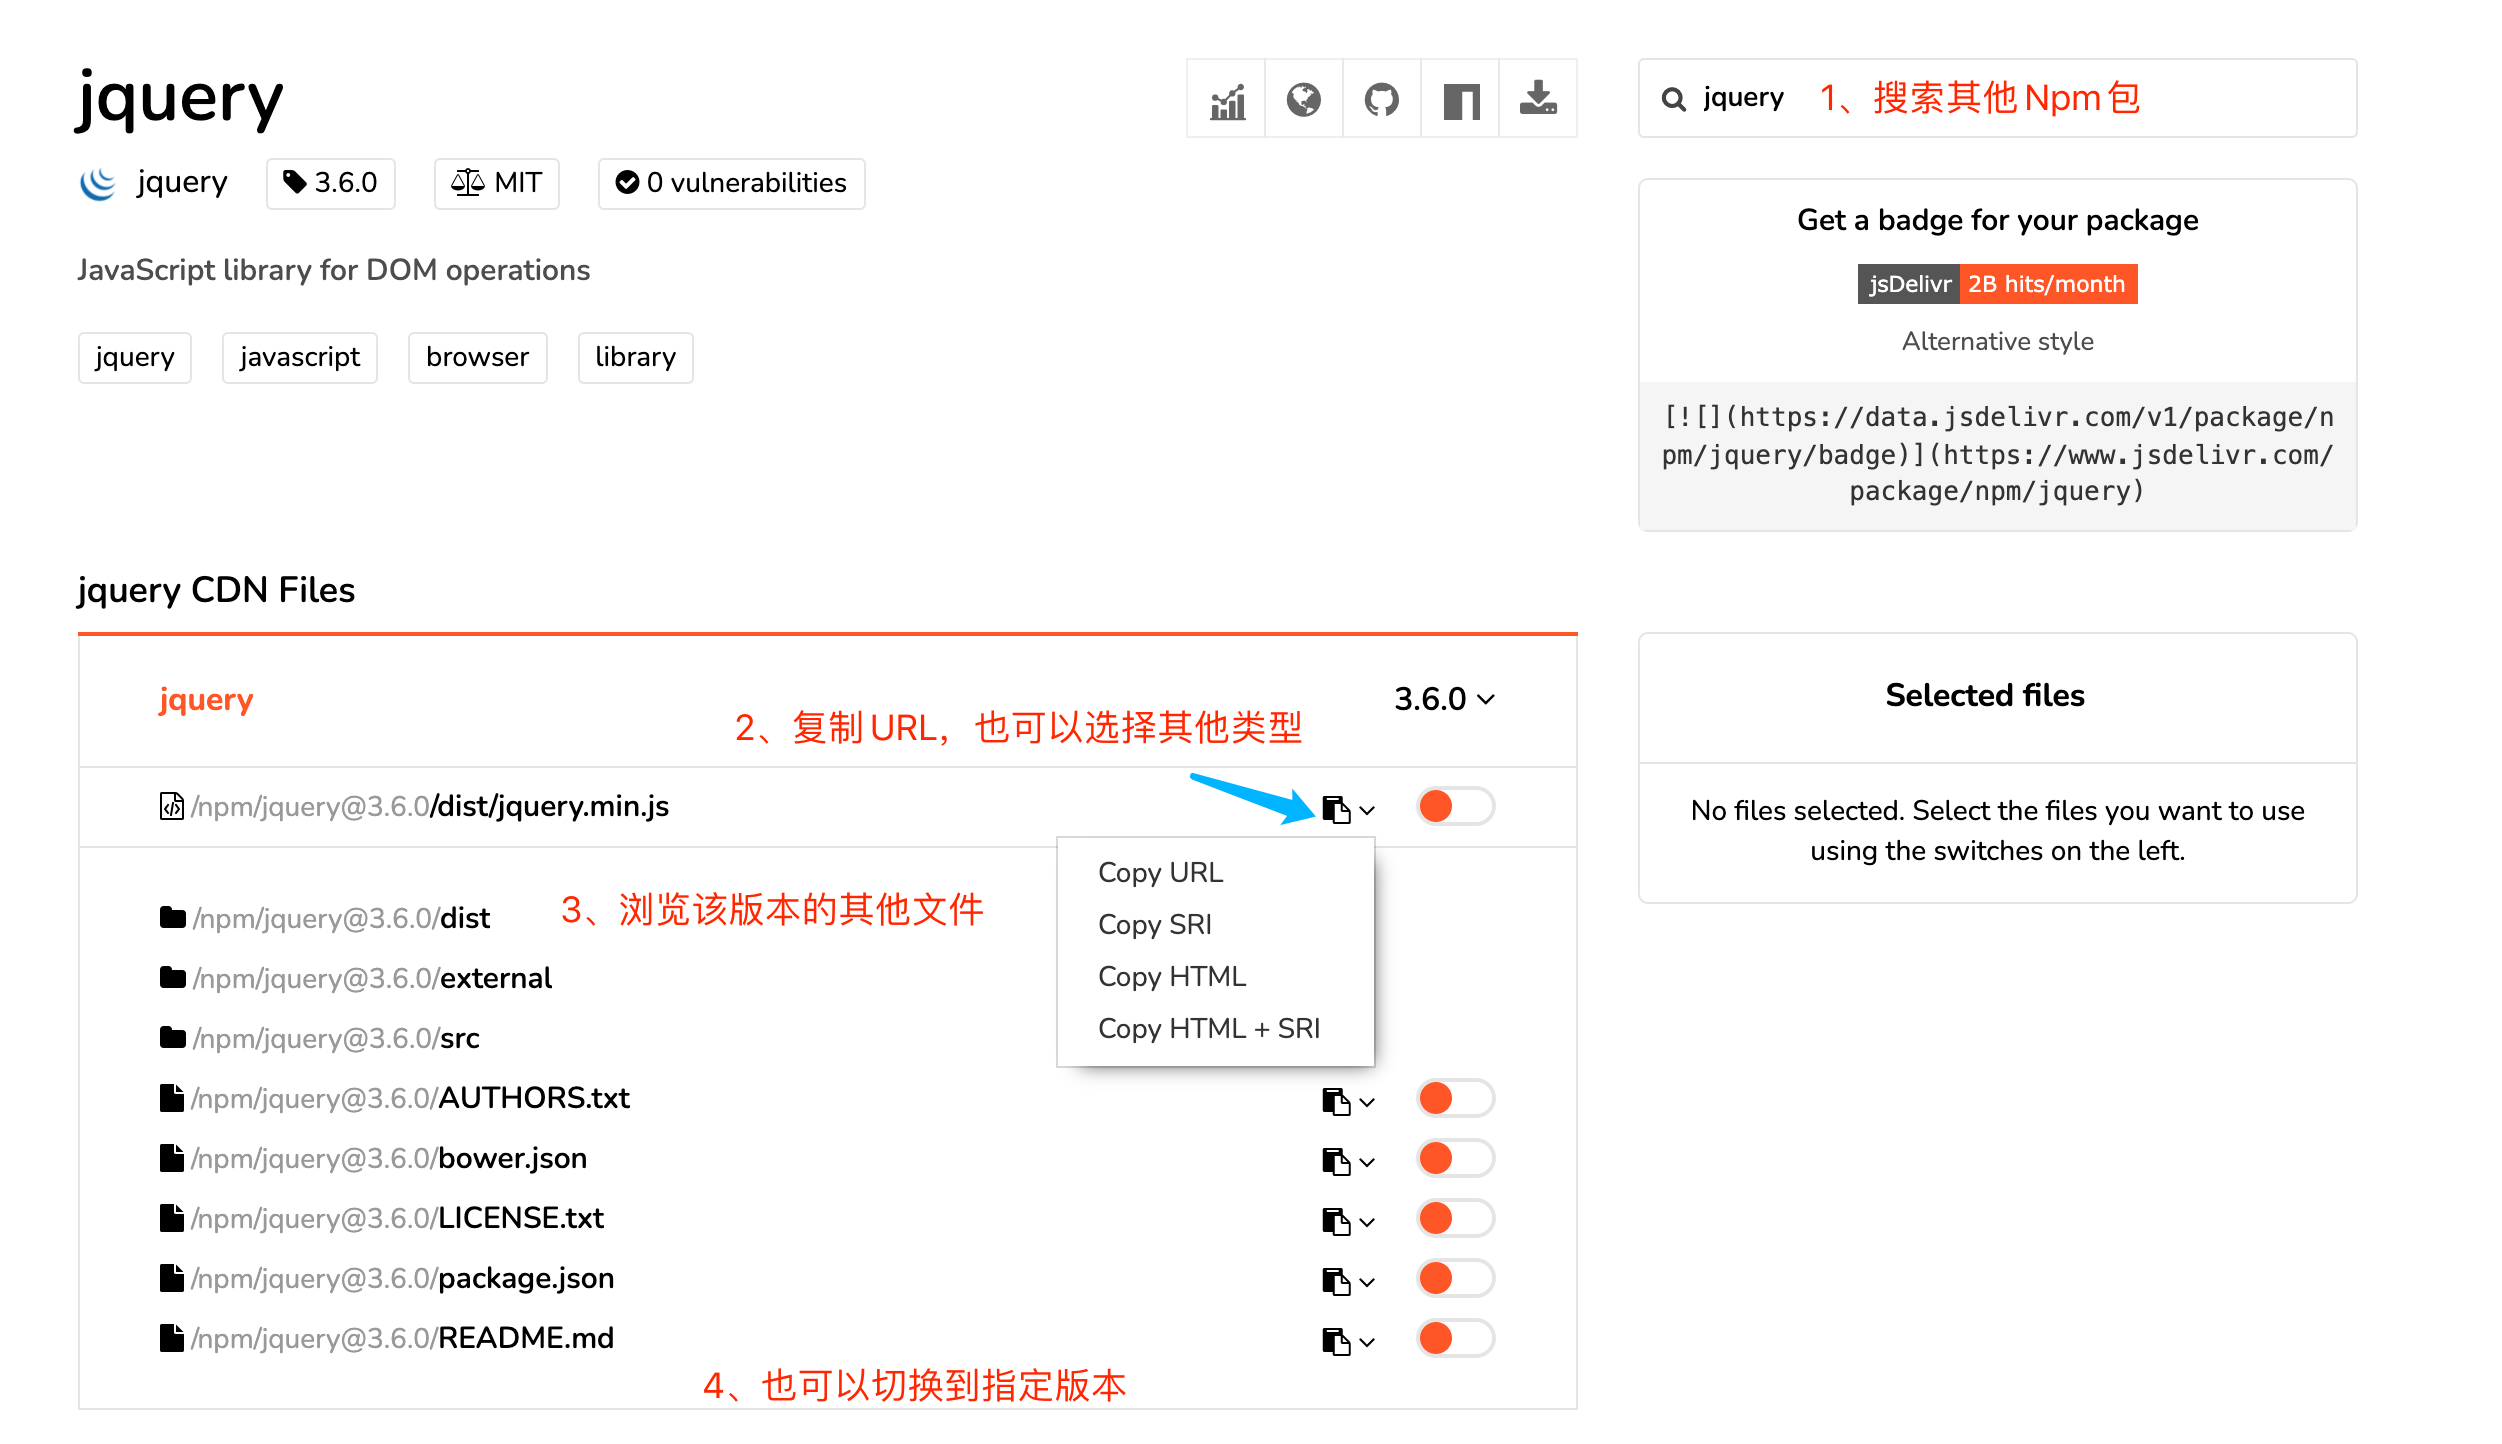 jquery
jquery
3.6.0
MIT
0 vulnerabilities
JavaScript library for DOM operations
jquery
javascript
browser
library
jquery
1、搜索其他 Npm 包
Get a badge for your package
jsDelivr
2B hits/month
Alternative style
[![](https://data.jsdelivr.com/v1/package/n
pm/jquery/badge)](https://www.jsdelivr.com/
package/npm/jquery)
jquery CDN Files
jquery
3.6.0
2、复制 URL，也可以选择其他类型
/npm/jquery@3.6.0/dist/jquery.min.js
Copy URL
Copy SRI
Copy HTML
Copy HTML + SRI
3、浏览该版本的其他文件
/npm/jquery@3.6.0/dist
/npm/jquery@3.6.0/external
/npm/jquery@3.6.0/src
/npm/jquery@3.6.0/AUTHORS.txt
/npm/jquery@3.6.0/bower.json
/npm/jquery@3.6.0/LICENSE.txt
/npm/jquery@3.6.0/package.json
/npm/jquery@3.6.0/README.md
4、也可以切换到指定版本
Selected files
No files selected. Select the files you want to use
using the switches on the left.